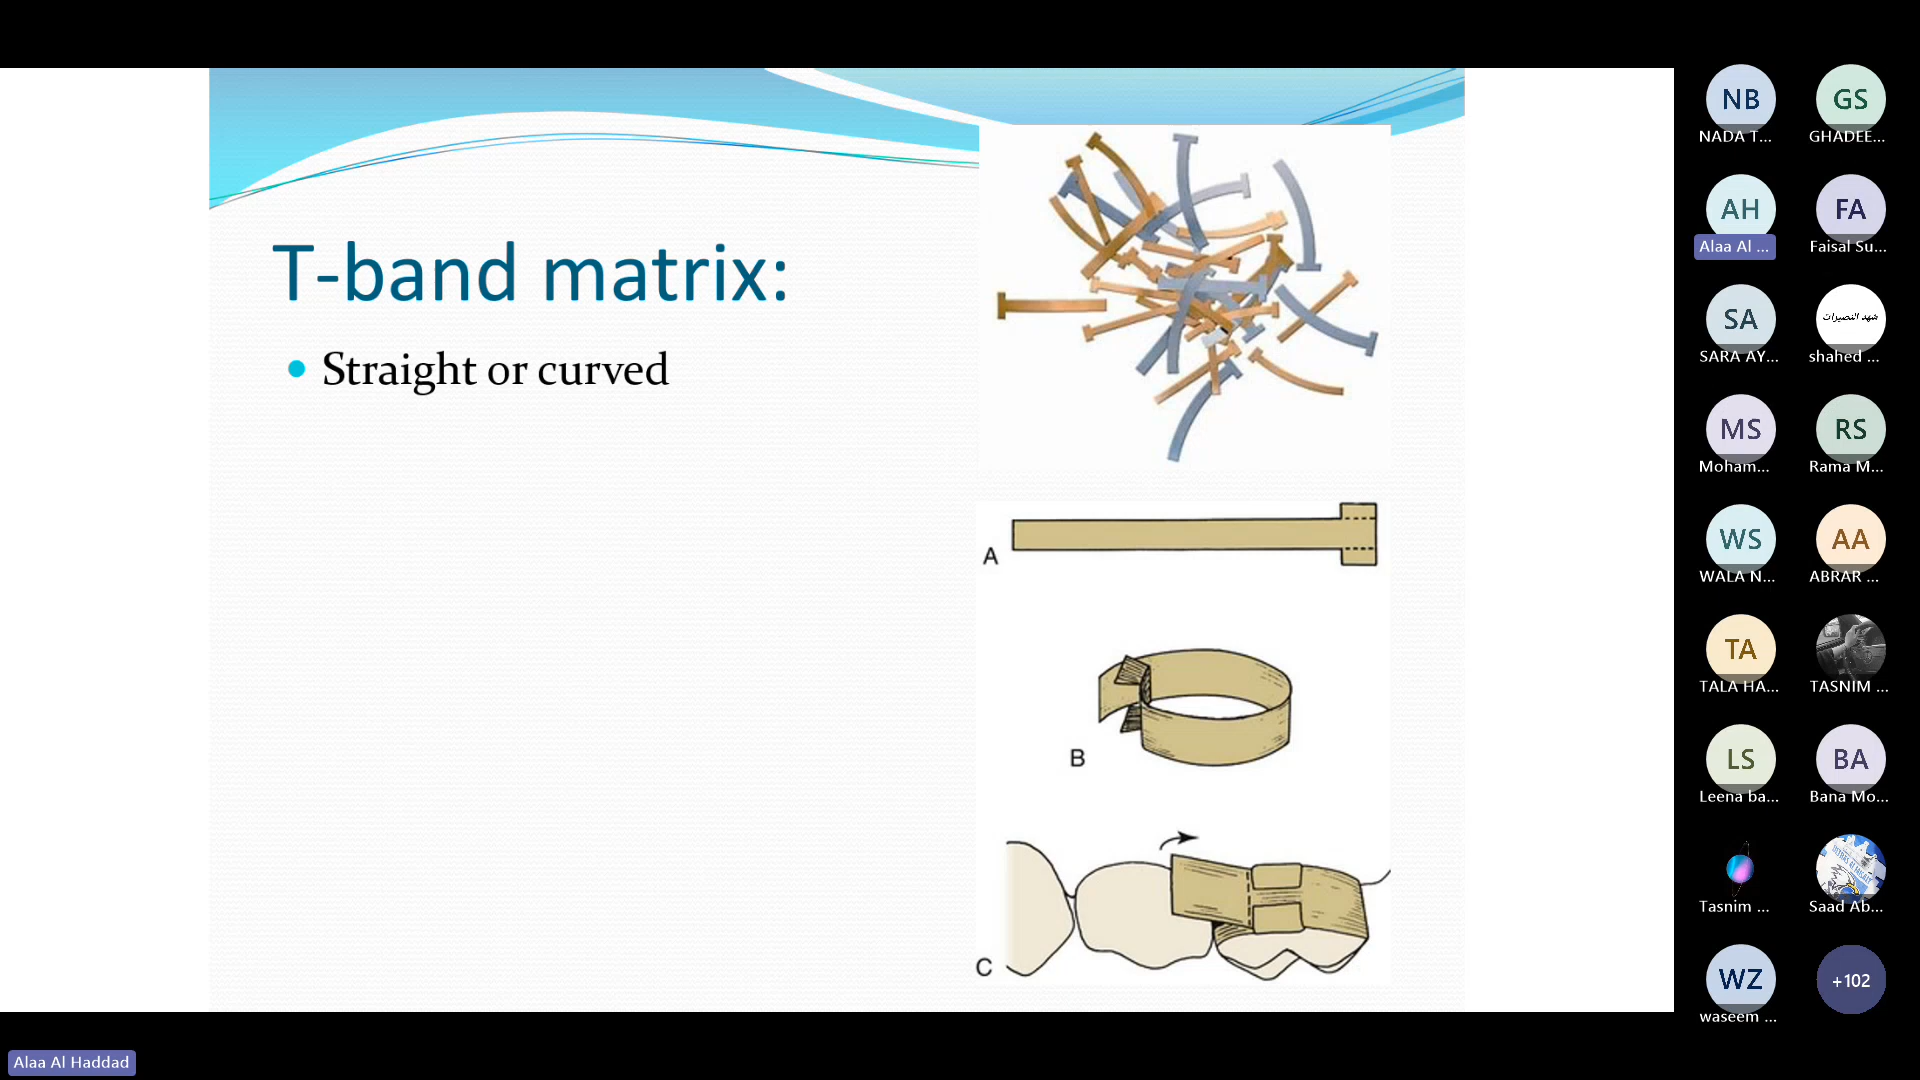 T-band matrix:
Straight or curved
A
B
C
NB
NADA T...
GS
GHADEE...
AH
Alaa Al ...
FA
Faisal Su...
SA
SARA AY...
شهد النصيرات
shahed ...
MS
Moham...
RS
Rama M...
WS
WALA N...
AA
ABRAR ...
TA
TALA HA...
TASNIM ...
LS
Leena ba...
BA
Bana Mo...
Tasnim ...
Saad Ab...
WZ
waseem ...
+102
Alaa Al Haddad